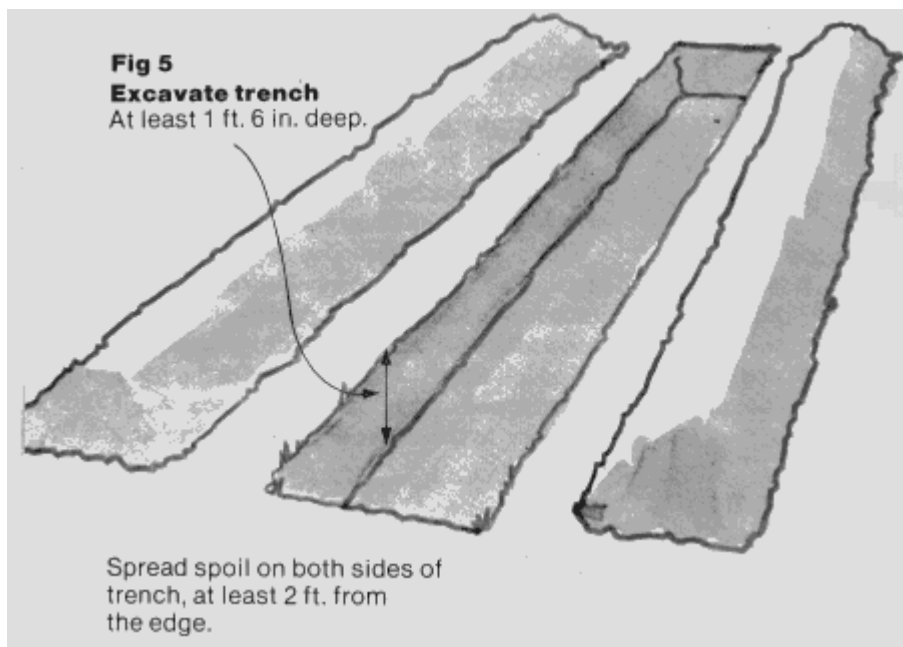 Fig 5
Excavate trench
At least 1 ft. 6 in. deep.
Spread spoil on both sides of
trench, at least 2 ft. from
the edge.